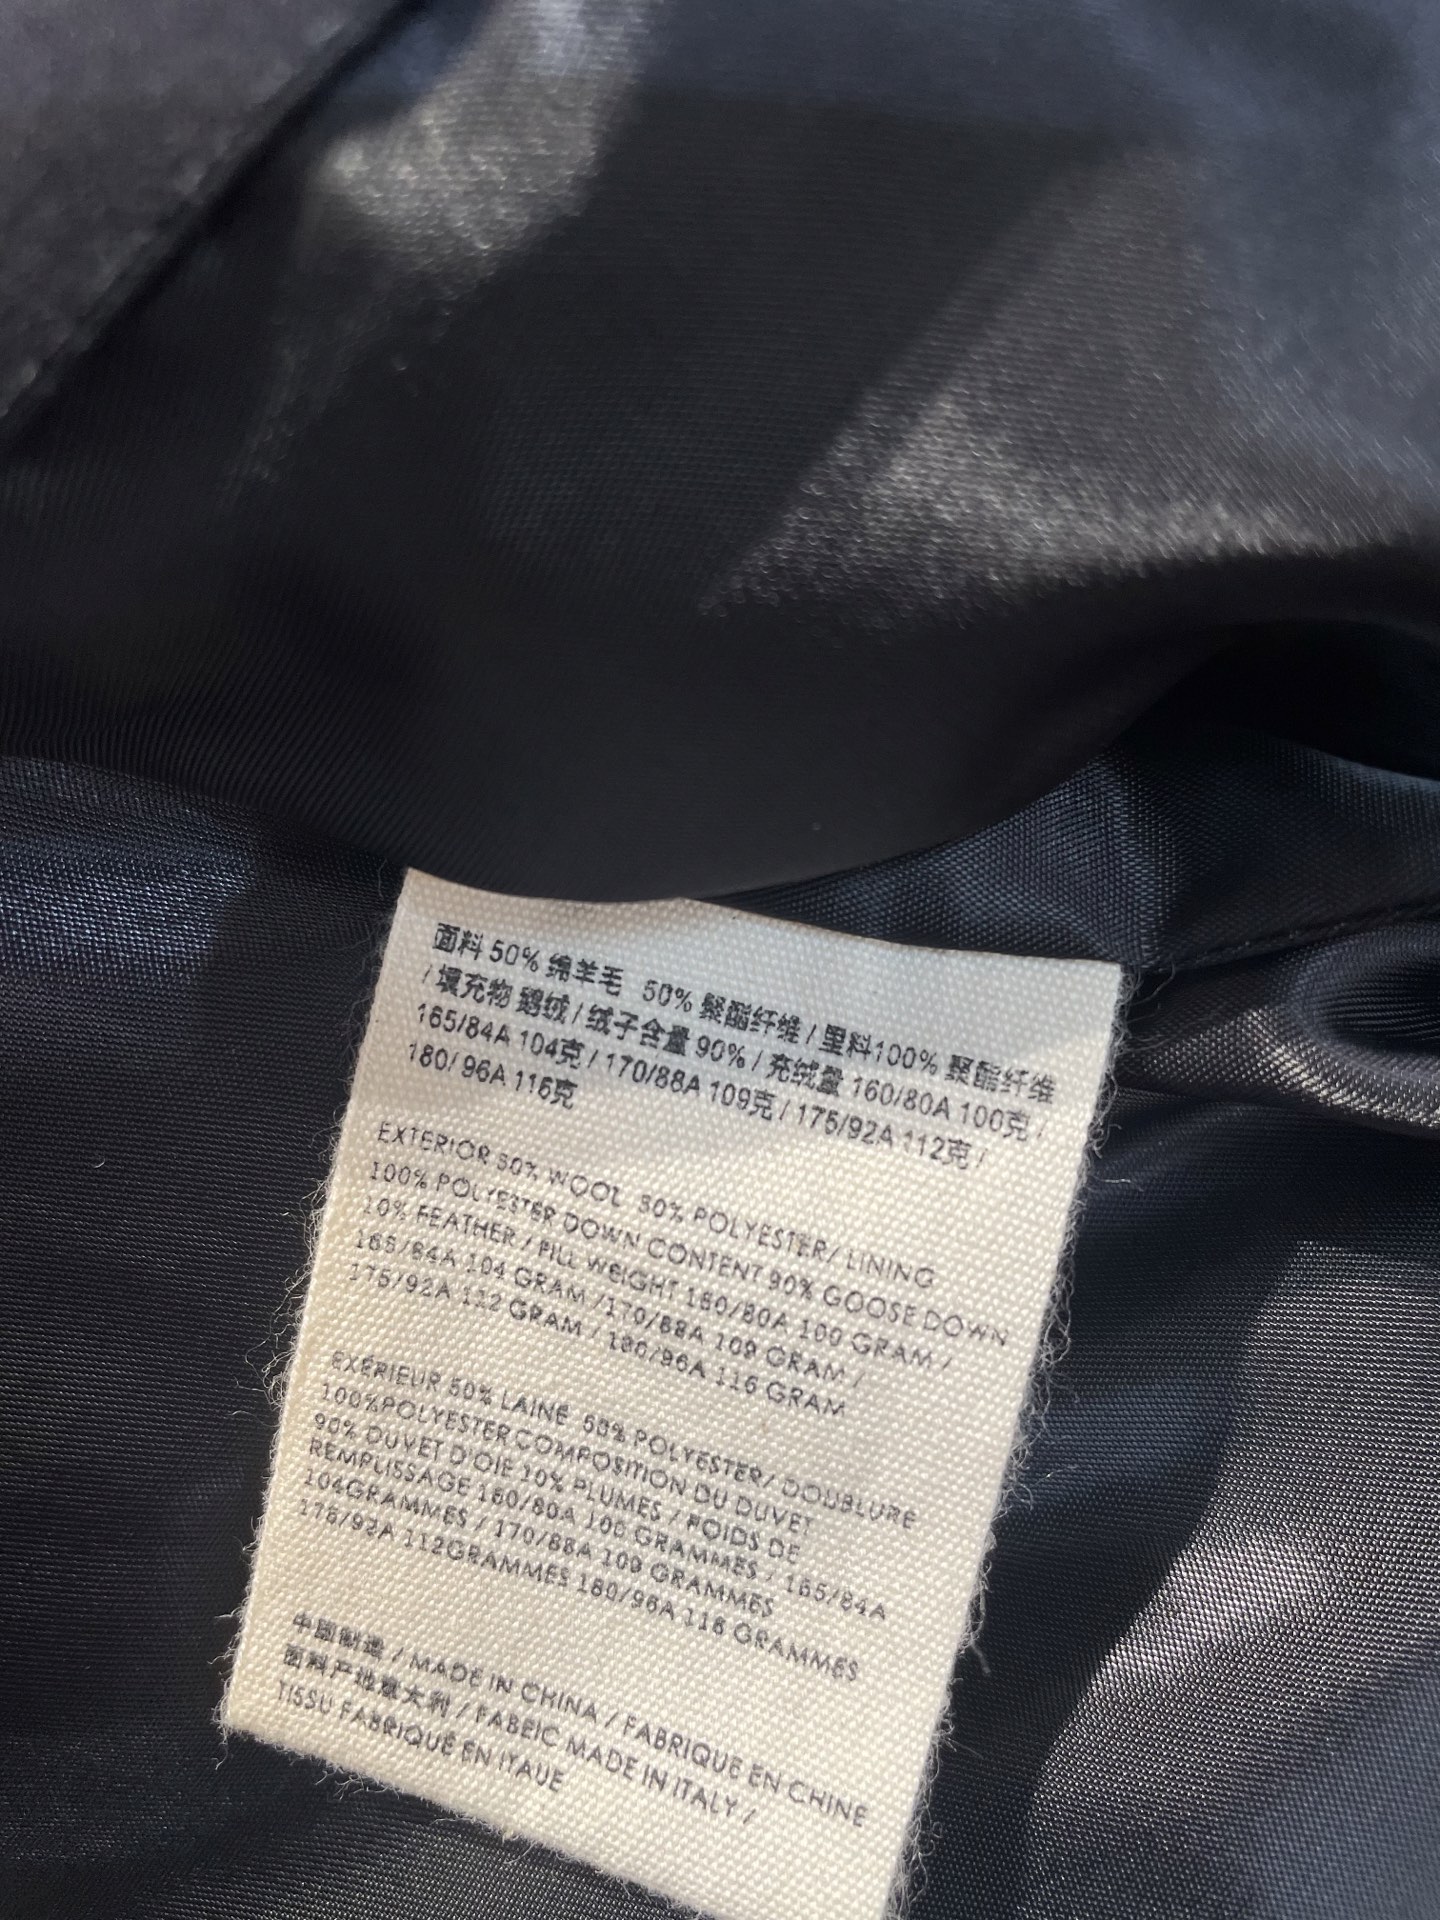 面料 50% 绵羊毛 50% 聚酯纤维 / 里料100% 聚酯纤维
/ 填充物 鹅绒 / 绒子含量 90% / 充绒量 160/80A 100克 /
165/84A 104克 / 170/88A 109克 / 175/92A 112克 /
180/96A 116克
EXTERIOR 50% WOOL 50% POLYESTER/ LINING
100% POLYESTER DOWN CONTENT 90% GOOSE DOWN
10% FEATHER / FILL WEIGHT 160/80A 100 GRAM /
165/84A 104 GRAM /170/88A 109 GRAM /
175/92A 112 GRAM / 180/96A 116 GRAM
EXÉRIEUR 50% LAINE 50% POLYESTER/ DOUBLURE
100%POLYESTER COMPOSITION DU DUVET
90% DUVET D'OIE 10% PLUMES / POIDS DE
REMPLISSAGE 160/80A 100 GRAMMES / 165/84A
104GRAMMES / 170/88A 109 GRAMMES
175/92A 112GRAMMES 180/96A 116 GRAMMES
中國制造 / MADE IN CHINA / FABRIQUÉ EN CHINE
面料产地意大利 / FABEIC MADE IN ITALY /
TISSU FABRIQUÉ EN ITAUE